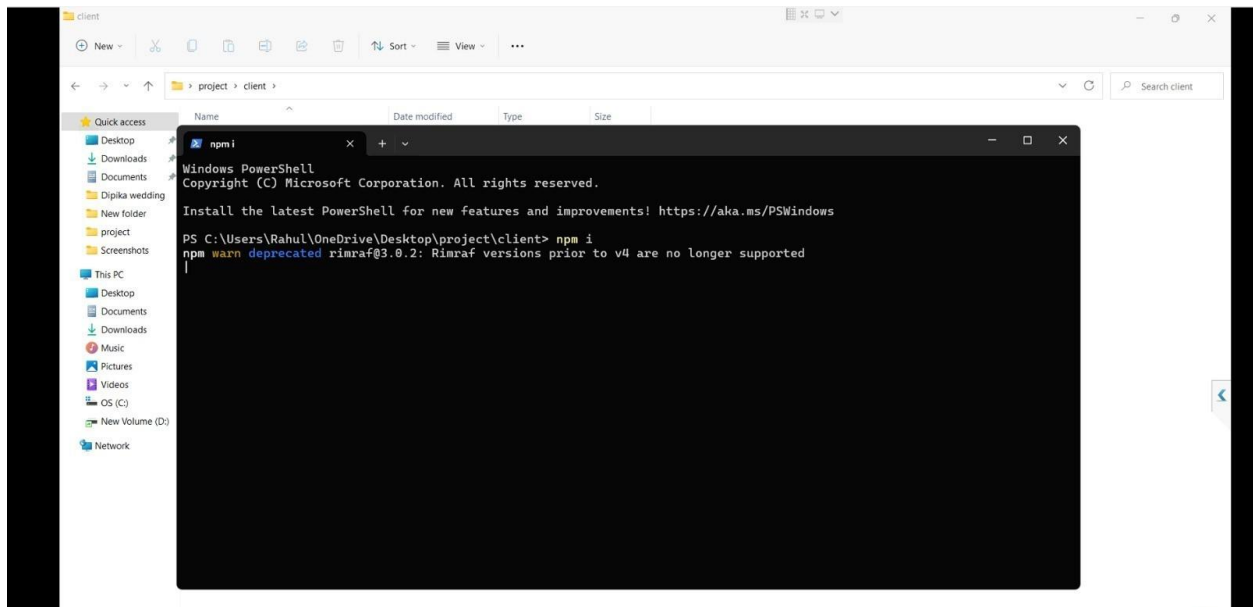 client
New
Sort
View
project > client >
Search client
Name
Date modified
Type
Size
Quick access
Desktop
Downloads
Documents
Dipika wedding
New folder
project
Screenshots
This PC
Desktop
Documents
Downloads
Music
Pictures
Videos
OS (C:)
New Volume (D:)
Network
npm i
Windows PowerShell
Copyright (C) Microsoft Corporation. All rights reserved.
Install the latest PowerShell for new features and improvements! https://aka.ms/PSWindows
PS C:\Users\Rahul\OneDrive\Desktop\project\client> npm i
npm warn deprecated rimraf@3.0.2: Rimraf versions prior to v4 are no longer supported